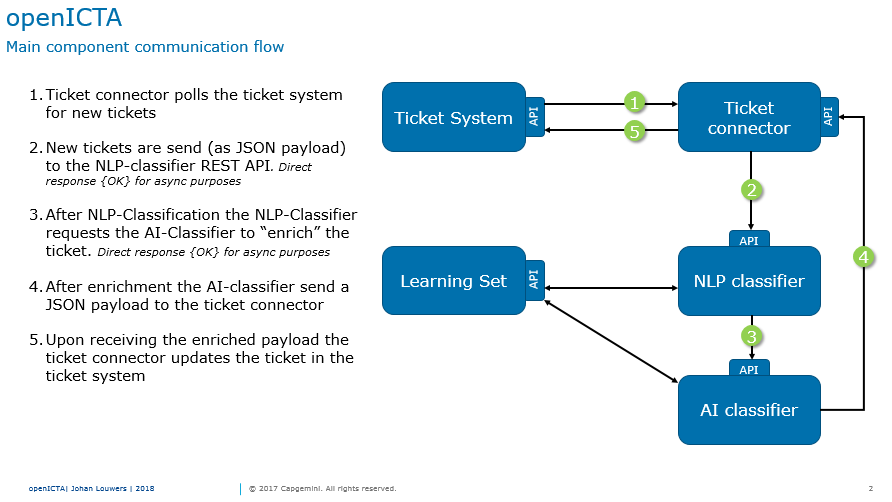 openICTA
Main component communication flow
1. Ticket connector polls the ticket system
for new tickets
2. New tickets are send (as JSON payload)
to the NLP-classifier REST API. Direct
response {OK} for async purposes
3. After NLP-Classification the NLP-Classifier
requests the AI-Classifier to “enrich” the
ticket. Direct response {OK} for async purposes
4. After enrichment the AI-classifier send a
JSON payload to the ticket connector
5. Upon receiving the enriched payload the
ticket connector updates the ticket in the
ticket system
Ticket System
API
1
5
Ticket
connector
API
2
4
Learning Set
API
API
NLP classifier
3
API
AI classifier
openICTA| Johan Louwers | 2018
© 2017 Capgemini. All rights reserved.
2